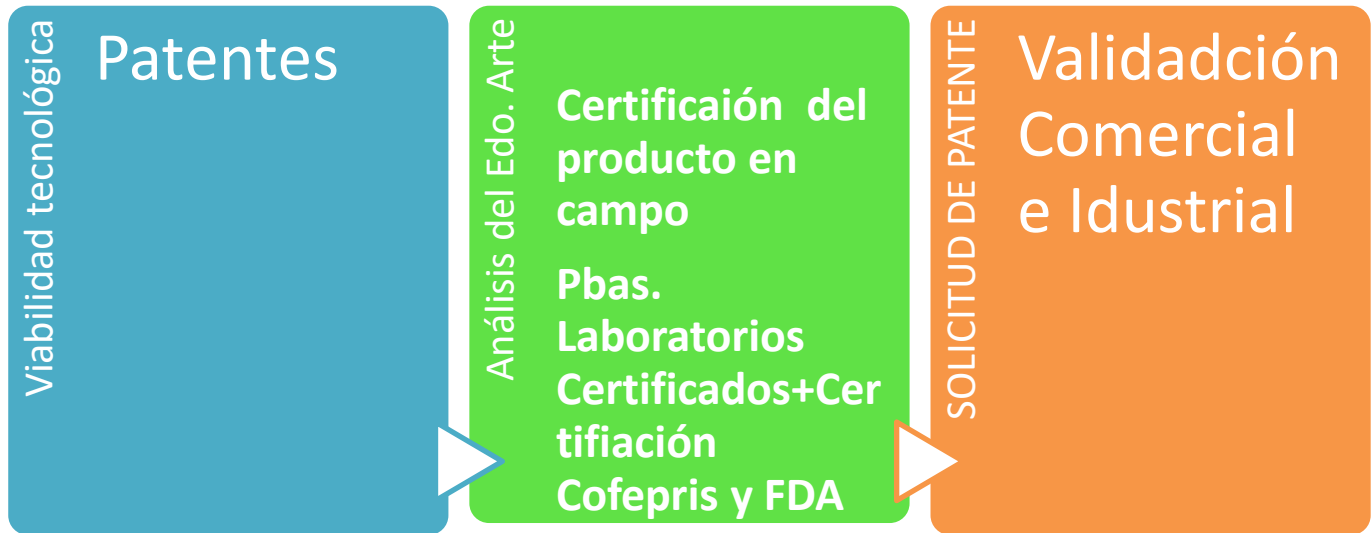 Viabilidad tecnológica
Patentes
Análisis del Edo. Arte
Certificaión del
producto en
campo
Pbas.
Laboratorios
Certificados+Cer
tifiación
Cofepris y FDA
SOLICITUD DE PATENTE
Validadción
Comercial
e Idustrial